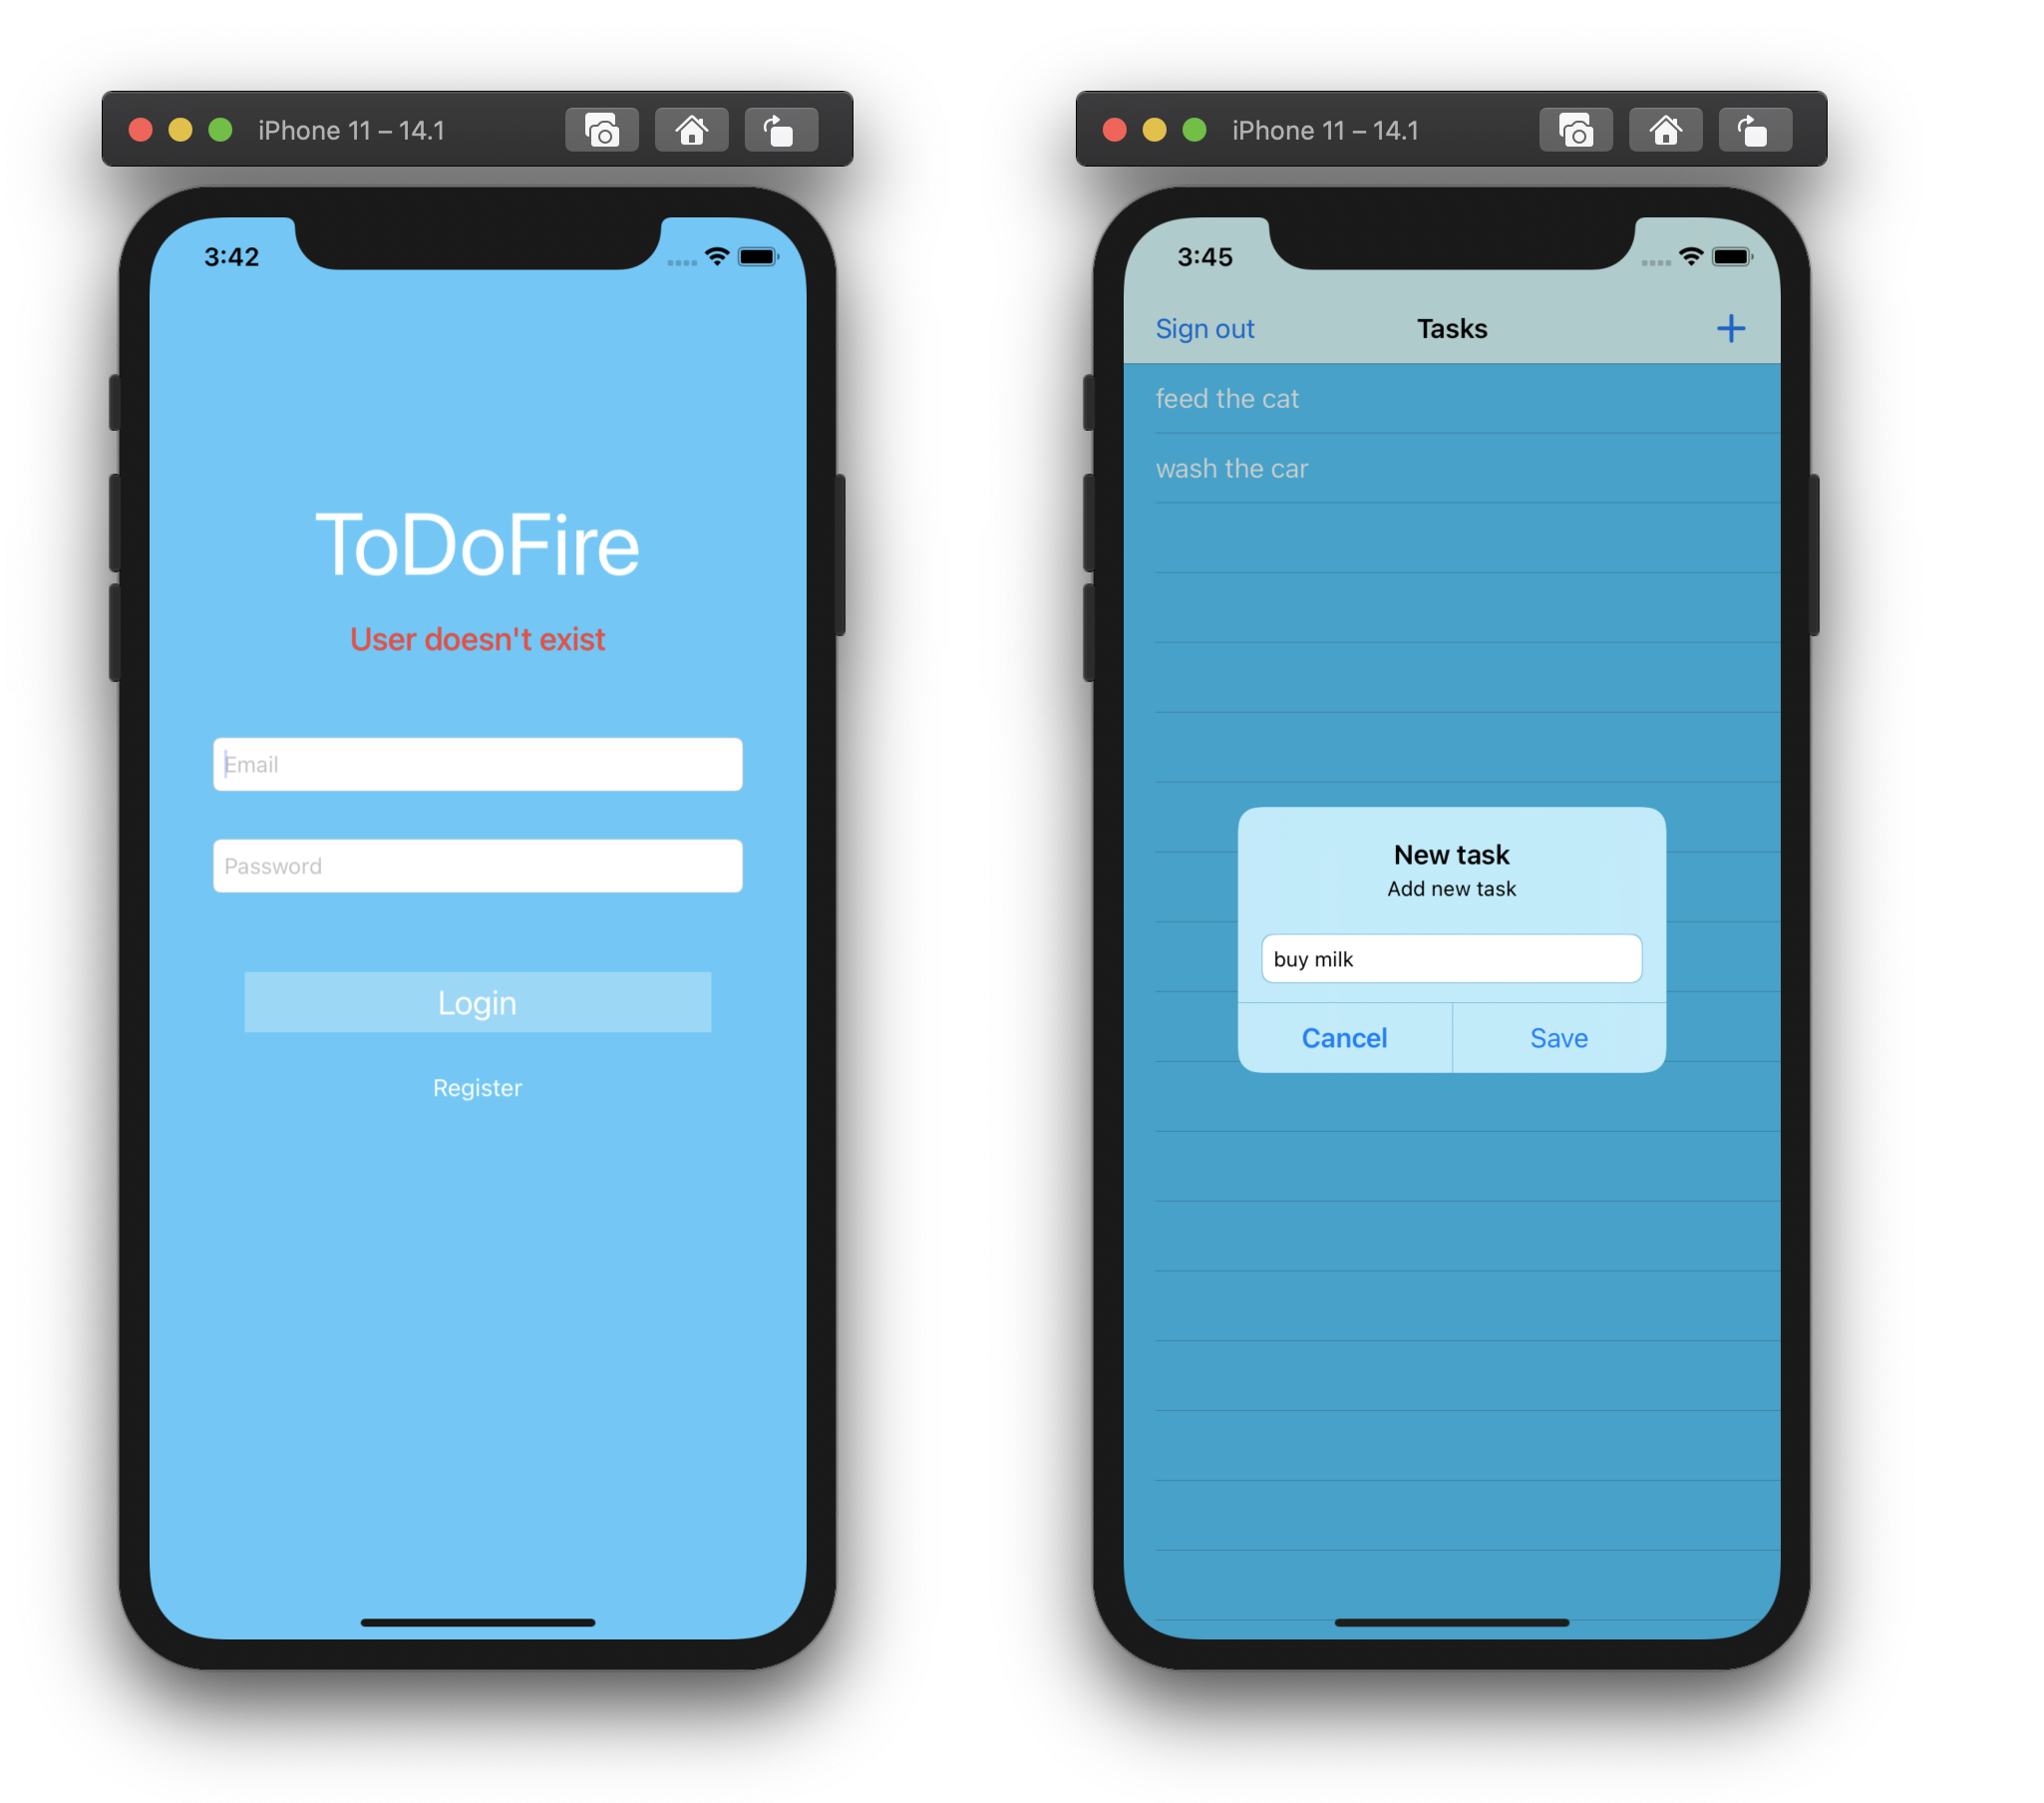 iPhone 11 – 14.1
3:42
ToDoFire
User doesn't exist
Email
Password
Login
Register
iPhone 11 – 14.1
3:45
Sign out Tasks +
feed the cat
wash the car
New task
Add new task
buy milk
Cancel Save